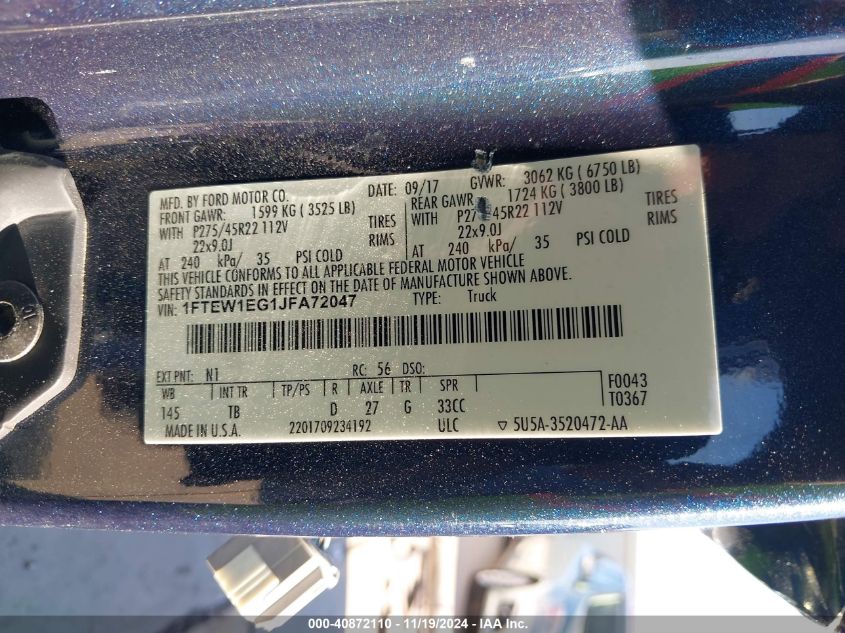 MFD. BY FORD MOTOR CO. DATE: 09/17 GVWR: 3062 KG ( 6750 LB)
FRONT GAWR: 1599 KG ( 3525 LB) REAR GAWR: 1724 KG ( 3800 LB)
WITH P275/45R22 112V TIRES WITH P275/45R22 112V TIRES
22x9.0J RIMS 22x9.0J RIMS
AT 240 kPa/ 35 PSI COLD AT 240 kPa/ 35 PSI COLD
THIS VEHICLE CONFORMS TO ALL APPLICABLE FEDERAL MOTOR VEHICLE
SAFETY STANDARDS IN EFFECT ON THE DATE OF MANUFACTURE SHOWN ABOVE.
VIN: 1FTEW1EG1JFA72047 TYPE: Truck
EXT PNT: N1 RC: 56 DSO:
WB INT TR TP/PS R AXLE TR SPR F0043
145 TB D 27 G 33CC T0367
MADE IN U.S.A. 2201709234192 ULC ▽ 5U5A-3520472-AA
000-40872110 - 11/19/2024 - IAA Inc.